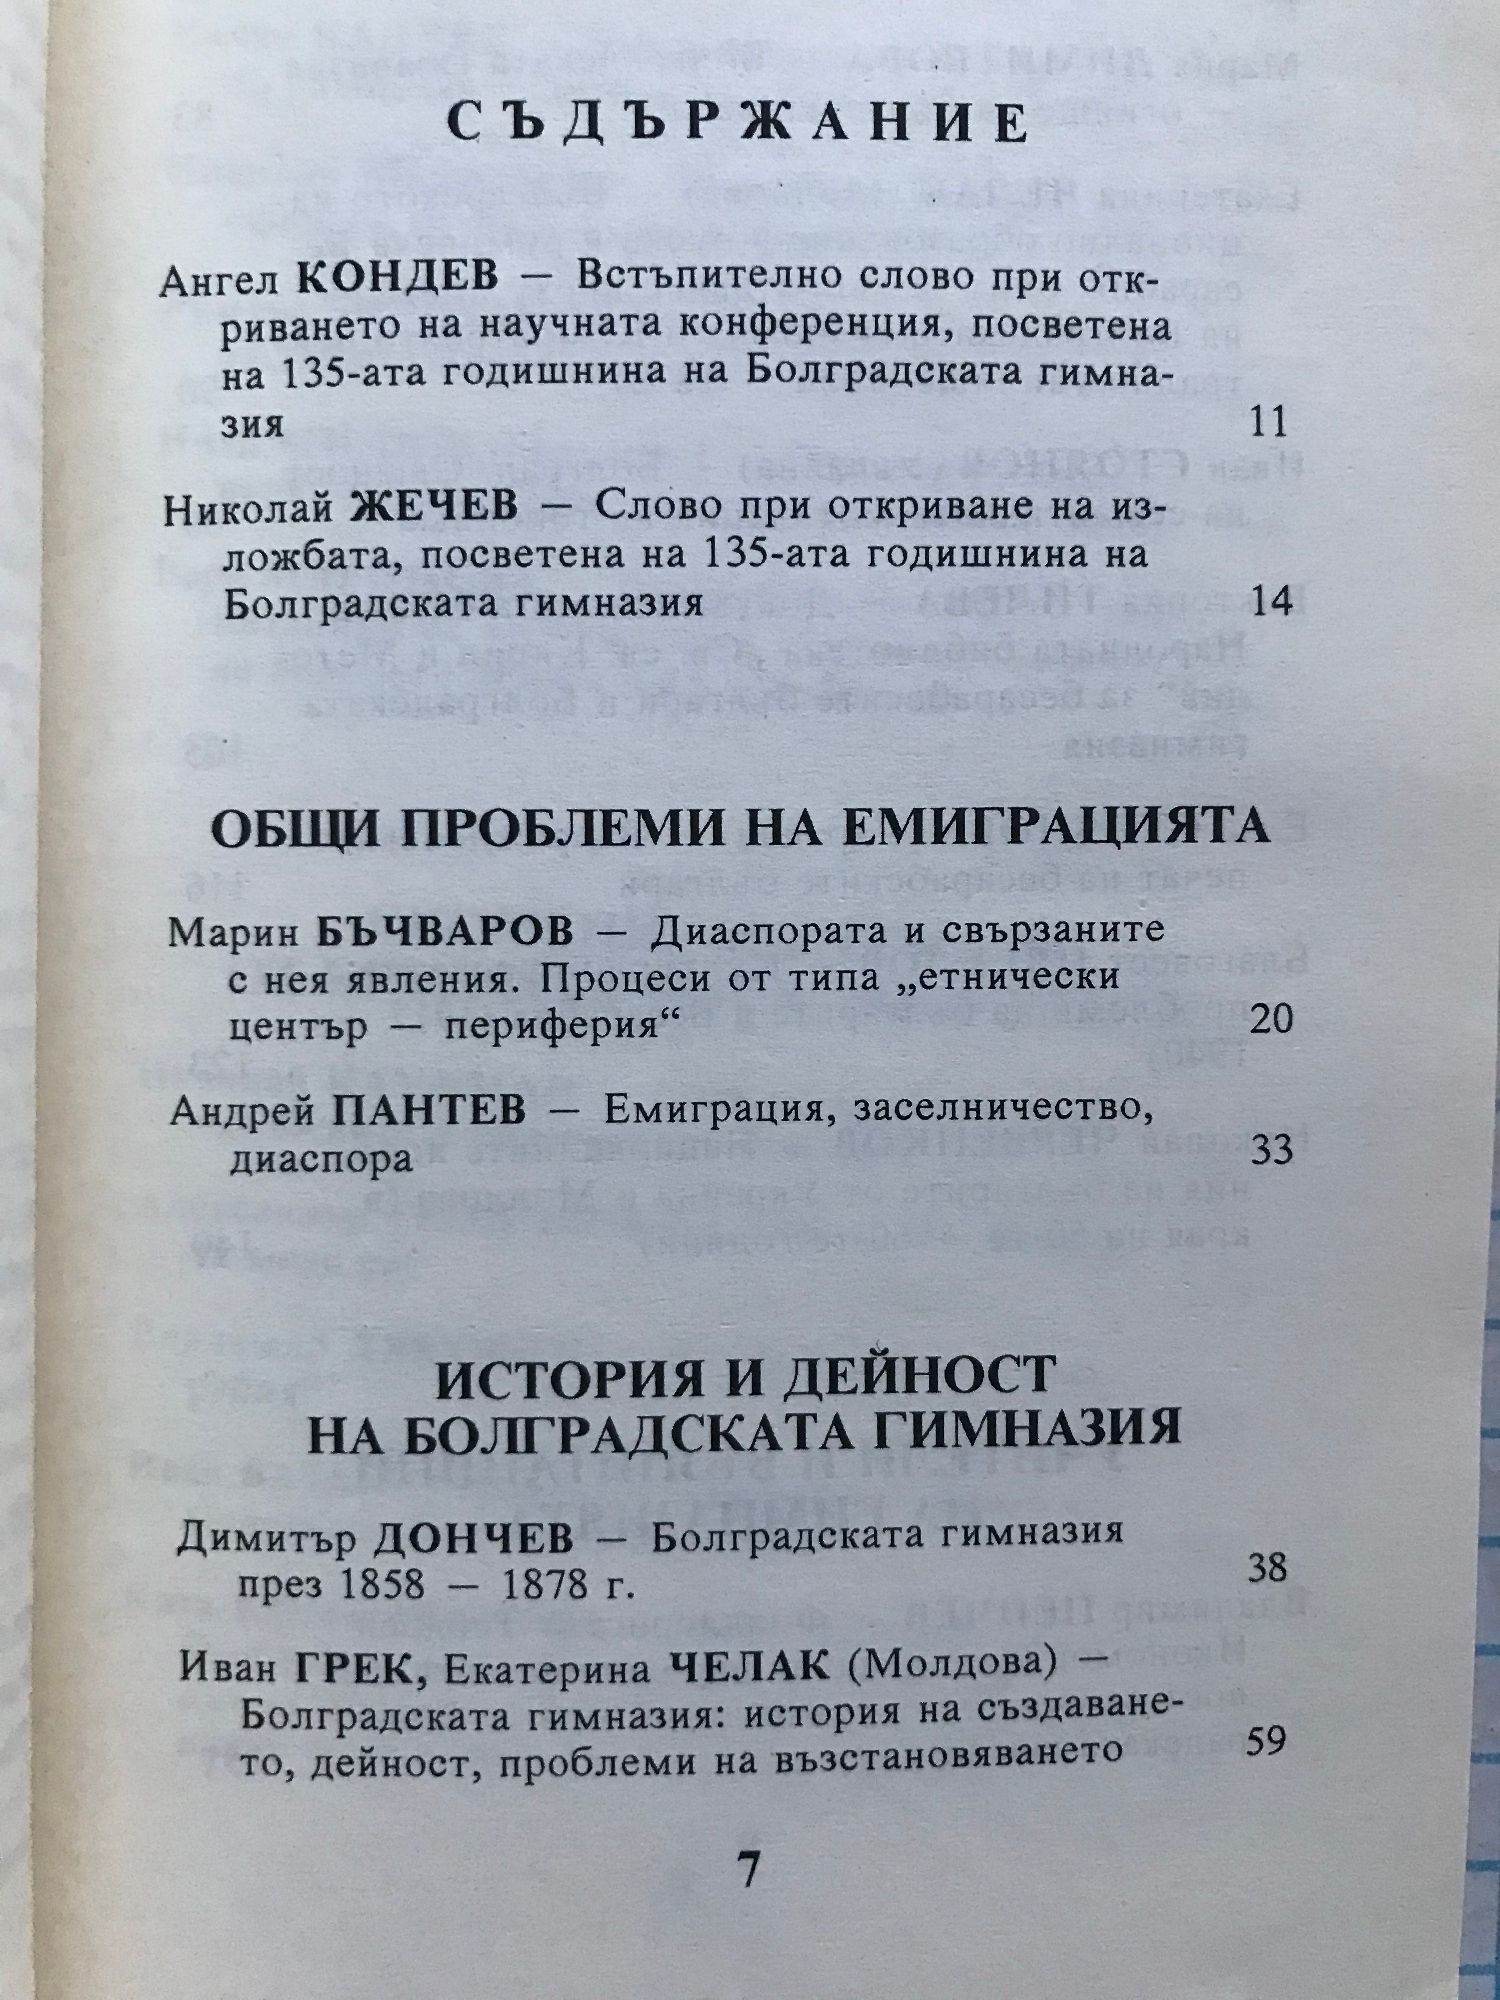 СЪДЪРЖАНИЕ
Ангел КОНДЕВ — Встъпително слово при отк-
риването на научната конференция, посветена
на 135-ата годишнина на Болградската гимна-
зия 11
Николай ЖЕЧЕВ — Слово при откриване на из-
ложбата, посветена на 135-ата годишнина на
Болградската гимназия 14
ОБЩИ ПРОБЛЕМИ НА ЕМИГРАЦИЯТА
Марин БЪЧВАРОВ — Диаспората и свързаните
с нея явления. Процеси от типа „етнически
център — периферия“ 20
Андрей ПАНТЕВ — Емиграция, заселничество,
диаспора 33
ИСТОРИЯ И ДЕЙНОСТ
НА БОЛГРАДСКАТА ГИМНАЗИЯ
Димитър ДОНЧЕВ — Болградската гимназия
през 1858 — 1878 г. 38
Иван ГРЕК, Екатерина ЧЕЛАК (Молдова) —
Болградската гимназия: история на създаване-
то, дейност, проблеми на възстановяването 59
7